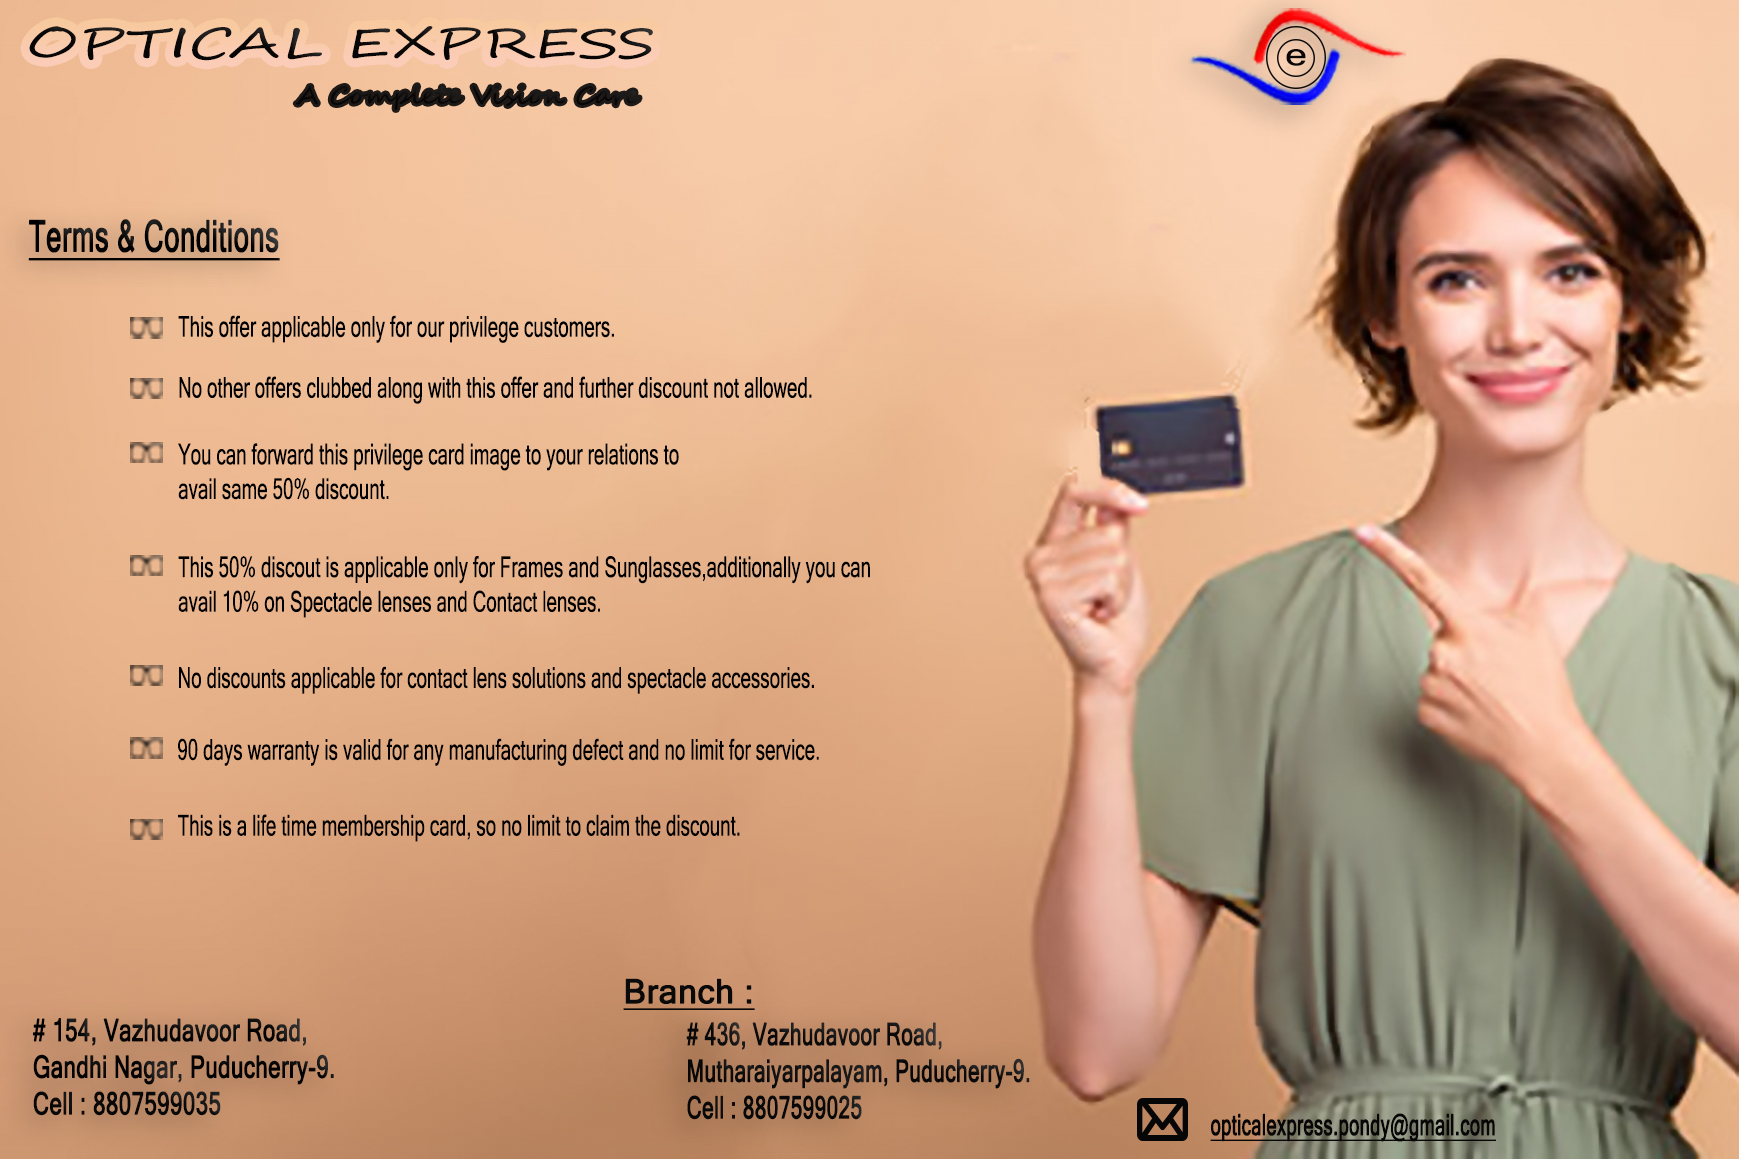 OPTICAL EXPRESS
A Complete Vision Care
e
Terms & Conditions
This offer applicable only for our privilege customers.
No other offers clubbed along with this offer and further discount not allowed.
You can forward this privilege card image to your relations to
avail same 50% discount.
This 50% discout is applicable only for Frames and Sunglasses,additionally you can
avail 10% on Spectacle lenses and Contact lenses.
No discounts applicable for contact lens solutions and spectacle accessories.
90 days warranty is valid for any manufacturing defect and no limit for service.
This is a life time membership card, so no limit to claim the discount.
# 154, Vazhudavoor Road,
Gandhi Nagar, Puducherry-9.
Cell : 8807599035
Branch :
# 436, Vazhudavoor Road,
Mutharaiyarpalayam, Puducherry-9.
Cell : 8807599025
opticalexpress.pondy@gmail.com